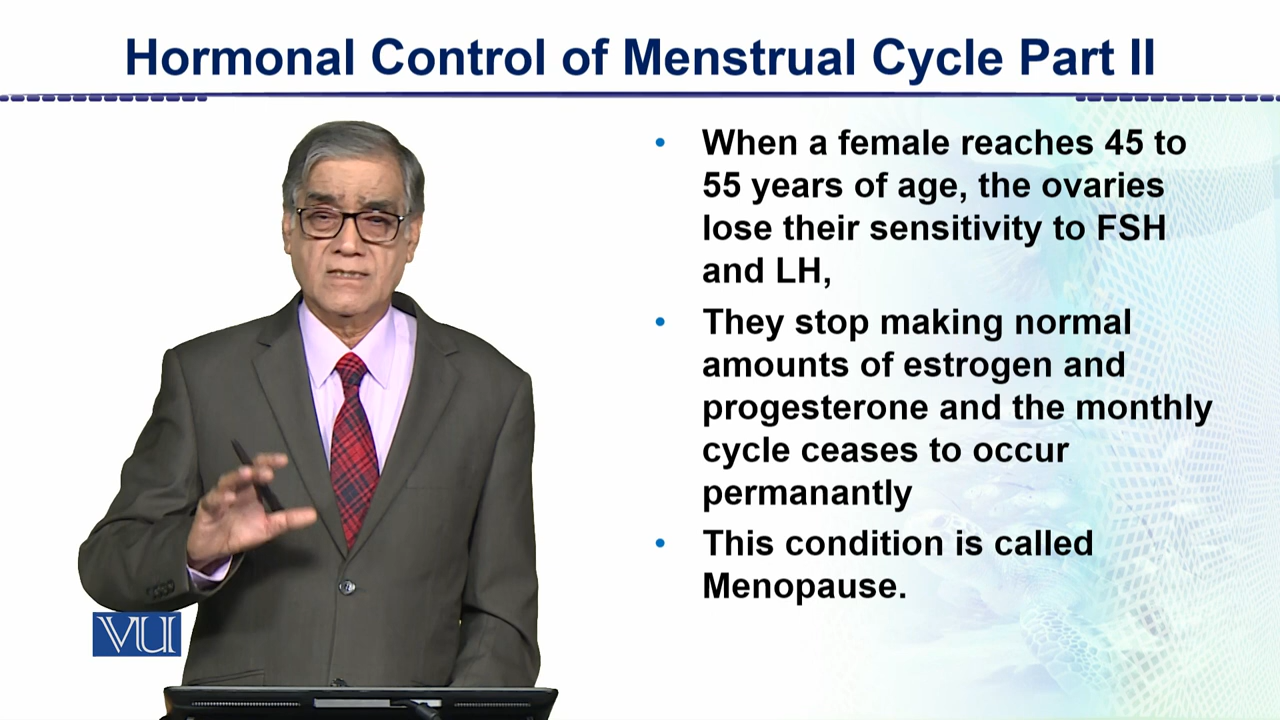 Hormonal Control of Menstrual Cycle Part II
• When a female reaches 45 to
55 years of age, the ovaries
lose their sensitivity to FSH
and LH,
• They stop making normal
amounts of estrogen and
progesterone and the monthly
cycle ceases to occur
permanantly
• This condition is called
Menopause.
VU